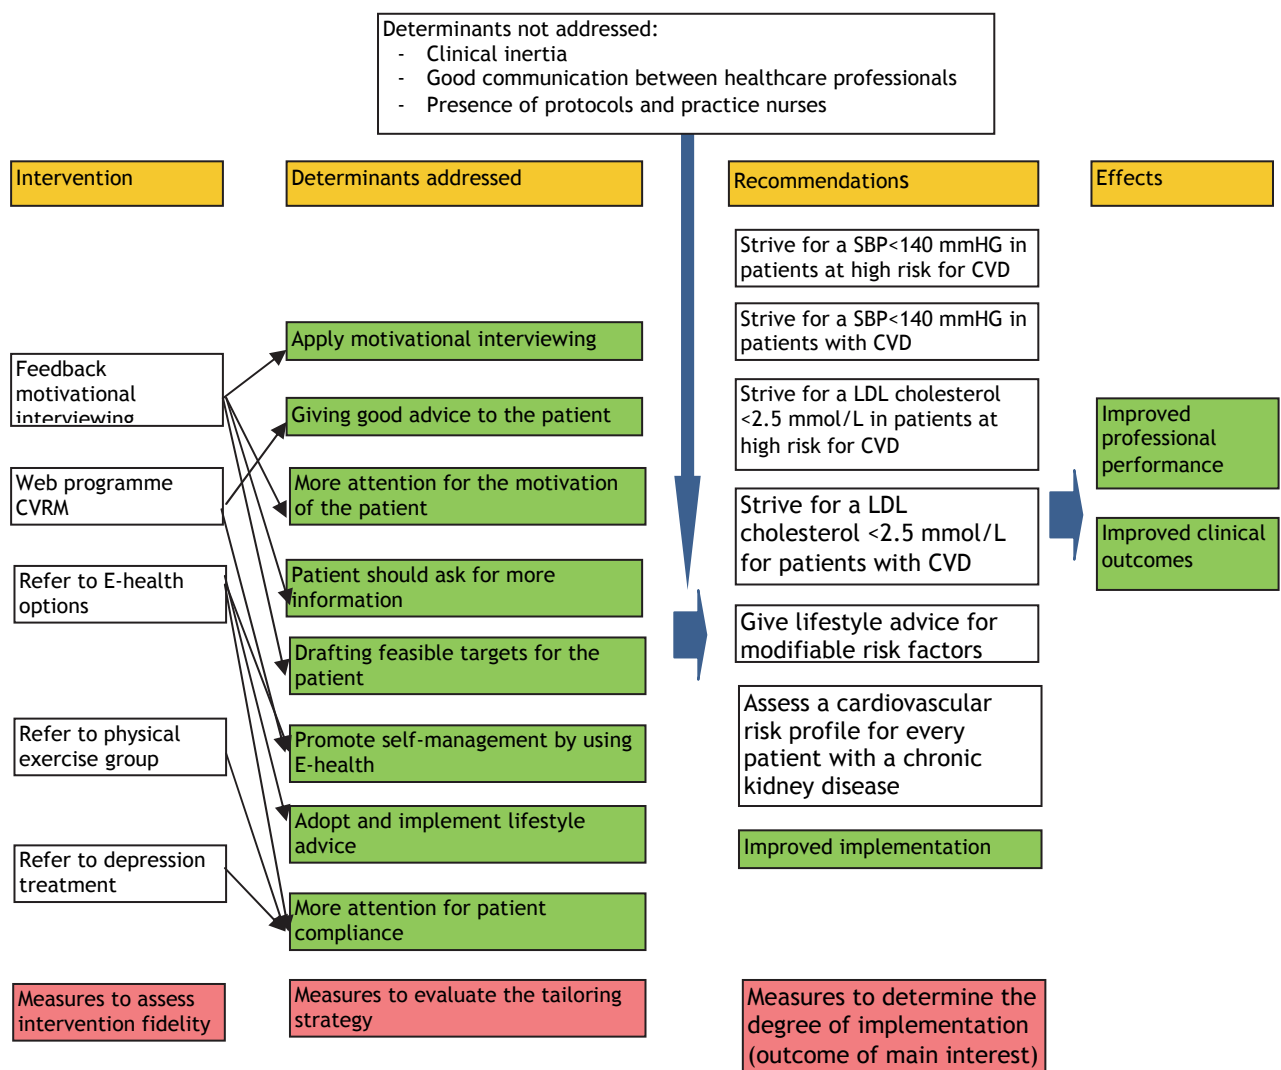 Determinants not addressed:
- Clinical inertia
- Good communication between healthcare professionals
- Presence of protocols and practice nurses
Intervention
Determinants addressed
Recommendations
Effects
Feedback
motivational
interviewing
Web programme
CVRM
Refer to E-health
options
Refer to physical
exercise group
Refer to depression
treatment
Measures to assess
intervention fidelity
Apply motivational interviewing
Giving good advice to the patient
More attention for the motivation
of the patient
Patient should ask for more
information
Drafting feasible targets for the
patient
Promote self-management by using
E-health
Adopt and implement lifestyle
advice
More attention for patient
compliance
Measures to evaluate the tailoring
strategy
Strive for a SBP<140 mmHG in
patients at high risk for CVD
Strive for a SBP<140 mmHG in
patients with CVD
Strive for a LDL cholesterol
<2.5 mmol/L in patients at
high risk for CVD
Strive for a LDL
cholesterol <2.5 mmol/L
for patients with CVD
Give lifestyle advice for
modifiable risk factors
Assess a cardiovascular
risk profile for every
patient with a chronic
kidney disease
Improved implementation
Measures to determine the
degree of implementation
(outcome of main interest)
Improved
professional
performance
Improved clinical
outcomes